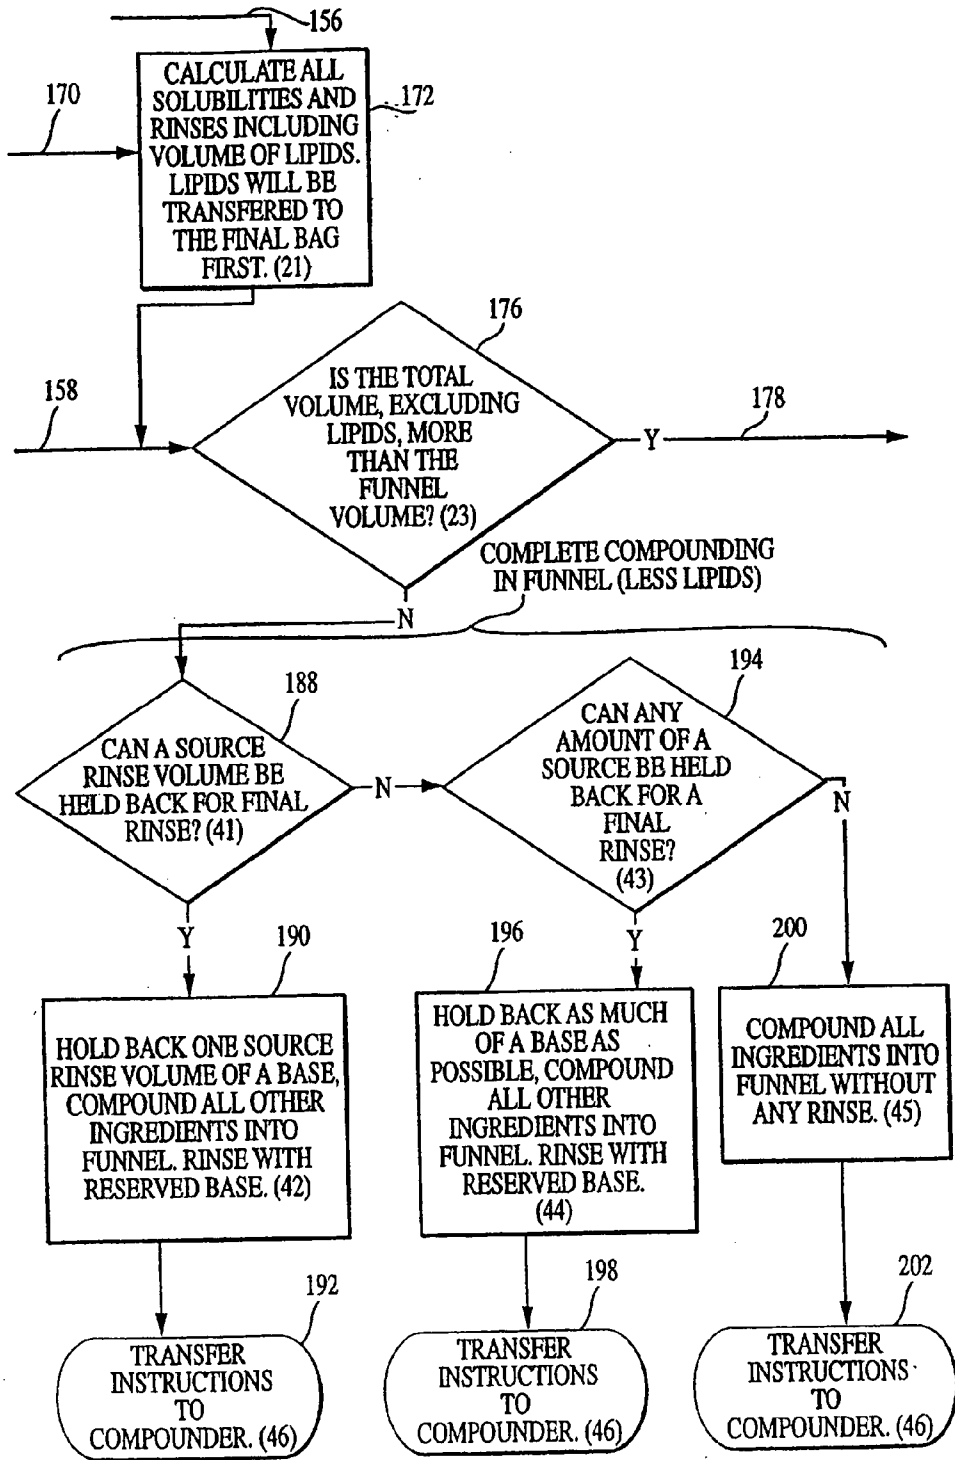 156
CALCULATE ALL
SOLUBILITIES AND
RINSES INCLUDING
VOLUME OF LIPIDS.
LIPIDS WILL BE
TRANSFERED TO
THE FINAL BAG
FIRST. (21)
170
172
176
IS THE TOTAL
VOLUME, EXCLUDING
LIPIDS, MORE
THAN THE
FUNNEL
VOLUME? (23)
158
Y
178
N
COMPLETE COMPOUNDING
IN FUNNEL (LESS LIPIDS)
188
CAN A SOURCE
RINSE VOLUME BE
HELD BACK FOR FINAL
RINSE? (41)
N
194
CAN ANY
AMOUNT OF A
SOURCE BE HELD
BACK FOR A
FINAL
RINSE?
(43)
N
Y
190
HOLD BACK ONE SOURCE
RINSE VOLUME OF A BASE,
COMPOUND ALL OTHER
INGREDIENTS INTO
FUNNEL. RINSE WITH
RESERVED BASE. (42)
Y
196
HOLD BACK AS MUCH
OF A BASE AS
POSSIBLE, COMPOUND
ALL OTHER
INGREDIENTS INTO
FUNNEL. RINSE WITH
RESERVED BASE.
(44)
200
COMPOUND ALL
INGREDIENTS INTO
FUNNEL WITHOUT
ANY RINSE. (45)
192
TRANSFER
INSTRUCTIONS
TO
COMPOUNDER. (46)
198
TRANSFER
INSTRUCTIONS
TO
COMPOUNDER. (46)
202
TRANSFER
INSTRUCTIONS
TO
COMPOUNDER. (46)